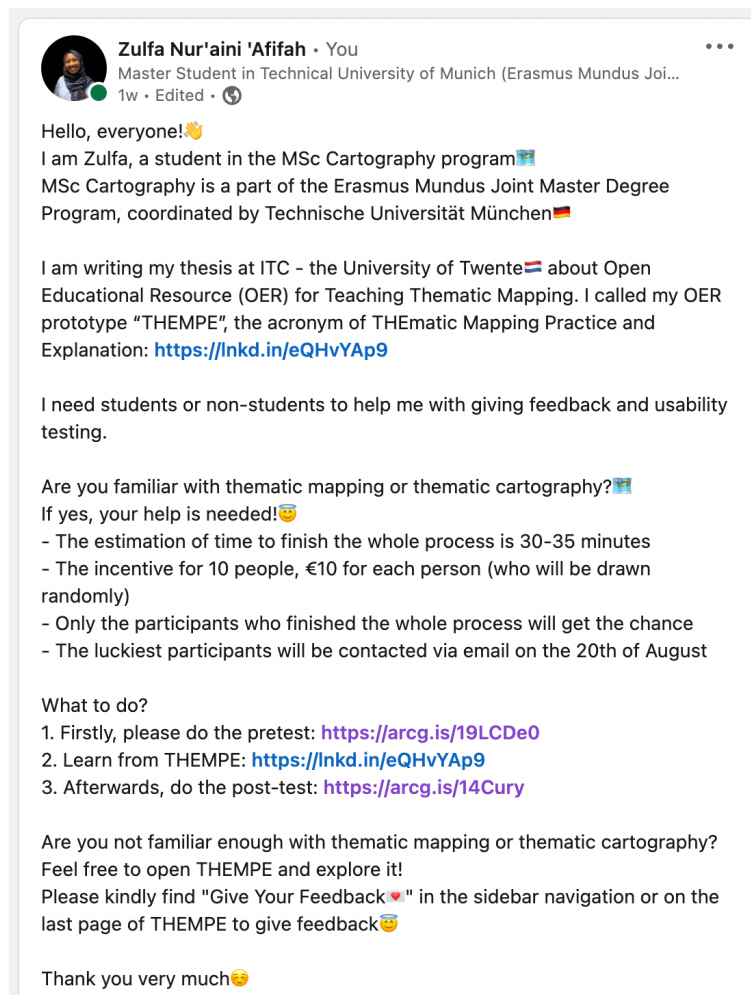 Zulfa Nur'aini 'Afifah • You
Master Student in Technical University of Munich (Erasmus Mundus Joi...
1w • Edited •
Hello, everyone!👋
I am Zulfa, a student in the MSc Cartography program🗺️
MSc Cartography is a part of the Erasmus Mundus Joint Master Degree
Program, coordinated by Technische Universität München🇩🇪
I am writing my thesis at ITC - the University of Twente🇳🇱 about Open
Educational Resource (OER) for Teaching Thematic Mapping. I called my OER
prototype “THEMPE”, the acronym of THEmatic Mapping Practice and
Explanation: https://lnkd.in/eQHvYAp9
I need students or non-students to help me with giving feedback and usability
testing.
Are you familiar with thematic mapping or thematic cartography?🗺️
If yes, your help is needed!😇
- The estimation of time to finish the whole process is 30-35 minutes
- The incentive for 10 people, €10 for each person (who will be drawn
randomly)
- Only the participants who finished the whole process will get the chance
- The luckiest participants will be contacted via email on the 20th of August
What to do?
1. Firstly, please do the pretest: https://arcg.is/19LCDe0
2. Learn from THEMPE: https://lnkd.in/eQHvYAp9
3. Afterwards, do the post-test: https://arcg.is/14Cury
Are you not familiar enough with thematic mapping or thematic cartography?
Feel free to open THEMPE and explore it!
Please kindly find "Give Your Feedback💌" in the sidebar navigation or on the
last page of THEMPE to give feedback😇
Thank you very much☺️